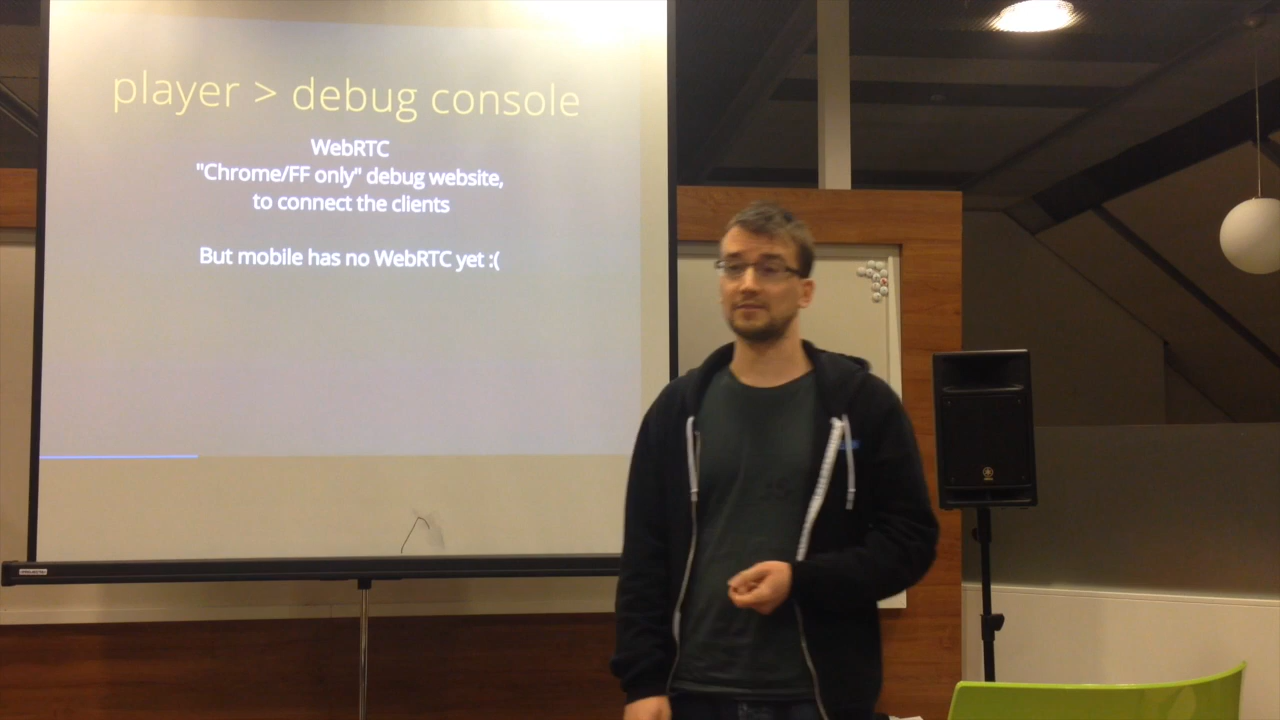 player > debug console
WebRTC
"Chrome/FF only" debug website,
to connect the clients
But mobile has no WebRTC yet :(